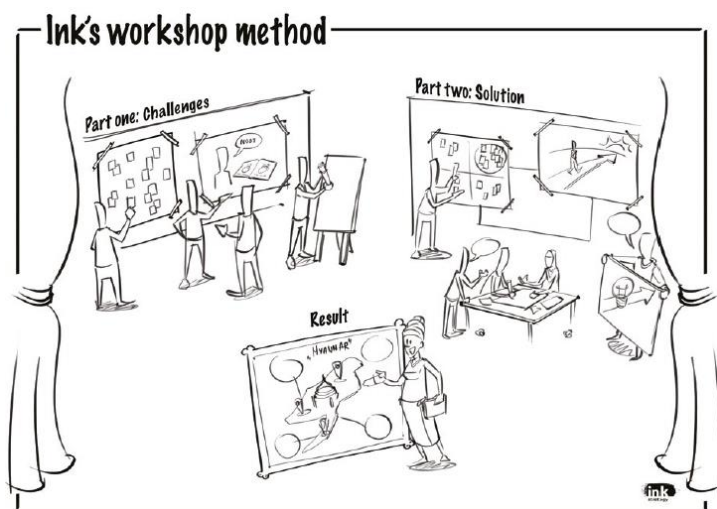 Ink's workshop method
Part one: Challenges
Part two: Solution
Result
ink